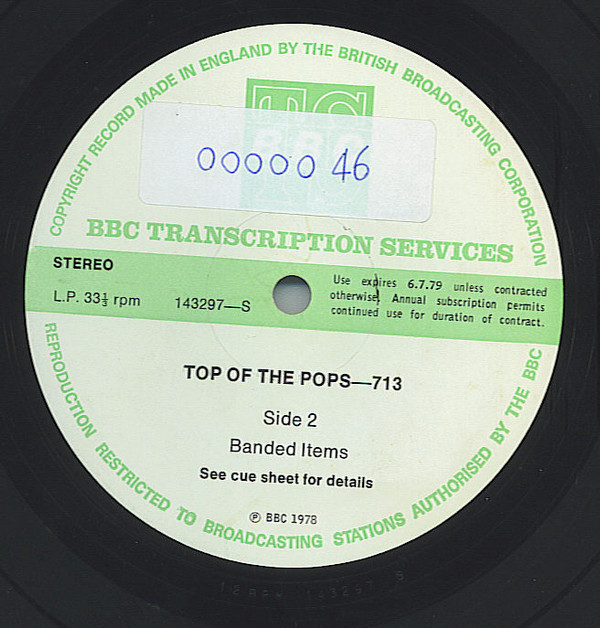 COPYRIGHT RECORD MADE IN ENGLAND BY THE BRITISH BROADCASTING CORPORATION
TS
00000 46
BBC TRANSCRIPTION SERVICES
STEREO
L.P. 33⅓ rpm
143297—S
Use expires 6.7.79 unless contracted
otherwise. Annual subscription permits
continued use for duration of contract.
TOP OF THE POPS—713
Side 2
Banded Items
See cue sheet for details
℗ BBC 1978
REPRODUCTION RESTRICTED TO BROADCASTING STATIONS AUTHORISED BY THE BBC